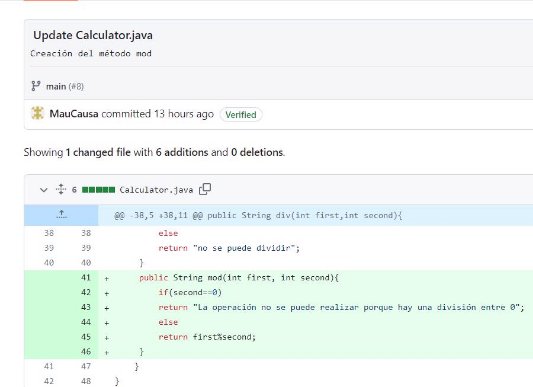 Update Calculator.java
Creación del método mod
main (#8)
MauCausa committed 13 hours ago Verified
Showing 1 changed file with 6 additions and 0 deletions.
6 Calculator.java
@@ -38,5 +38,11 @@ public String div(int first,int second){
38 38 else
39 39 return "no se puede dividir";
40 40 }
41 + public String mod(int first, int second){
42 + if(second==0)
43 + return "La operación no se puede realizar porque hay una división entre 0";
44 + else
45 + return first%second;
46 + }
41 47 }
42 48 }